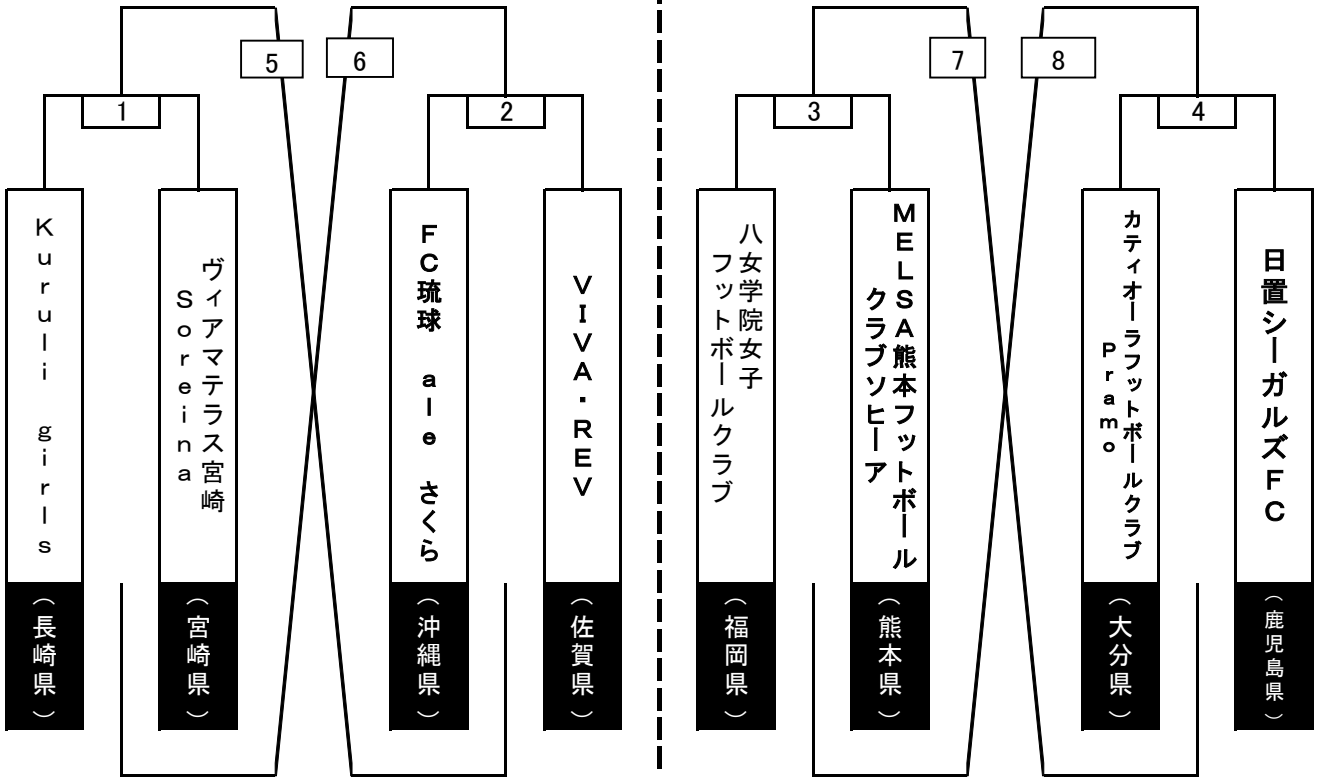 5
6
7
8
1
2
3
4
Kuruli girls
(長崎県)
ヴィアマテラス宮崎
Soreina
(宮崎県)
FC琉球 ale さくら
(沖縄県)
VIVA・REV
(佐賀県)
八女学院女子
フットボールクラブ
(福岡県)
MELSA熊本フットボール
クラブソヒーア
(熊本県)
カティオーラフットボールクラブ
Pramo
(大分県)
日置シーガルズFC
(鹿児島県)